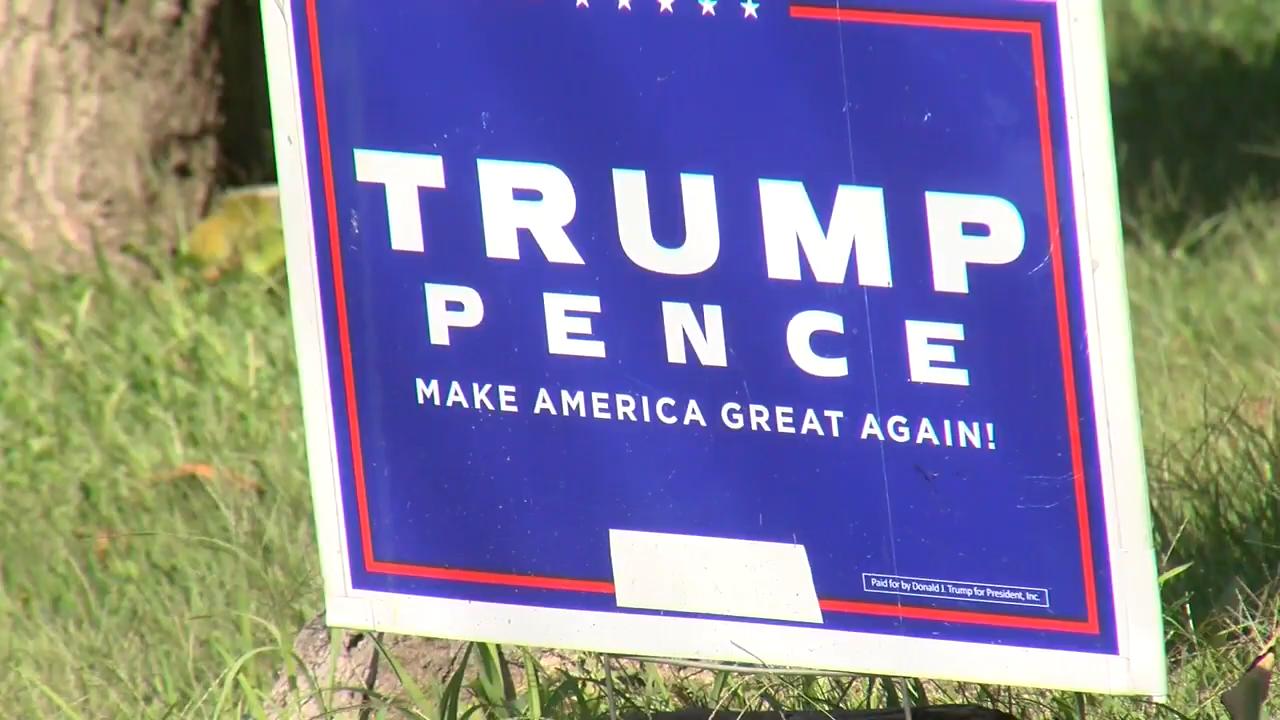 TRUMP
PENCE
MAKE AMERICA GREAT AGAIN!
Paid for by Donald J. Trump for President, Inc.